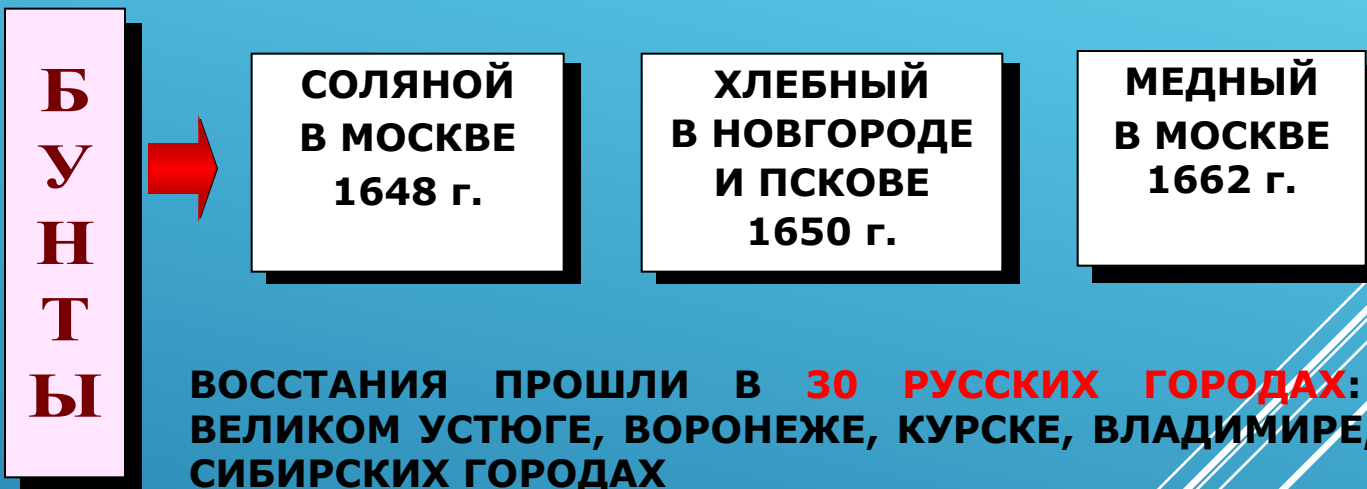 БУНТЫ
СОЛЯНОЙ
В МОСКВЕ
1648 г.
ХЛЕБНЫЙ
В НОВГОРОДЕ
И ПСКОВЕ
1650 г.
МЕДНЫЙ
В МОСКВЕ
1662 г.
ВОССТАНИЯ ПРОШЛИ В 30 РУССКИХ ГОРОДАХ:
ВЕЛИКОМ УСТЮГЕ, ВОРОНЕЖЕ, КУРСКЕ, ВЛАДИМИРЕ,
СИБИРСКИХ ГОРОДАХ